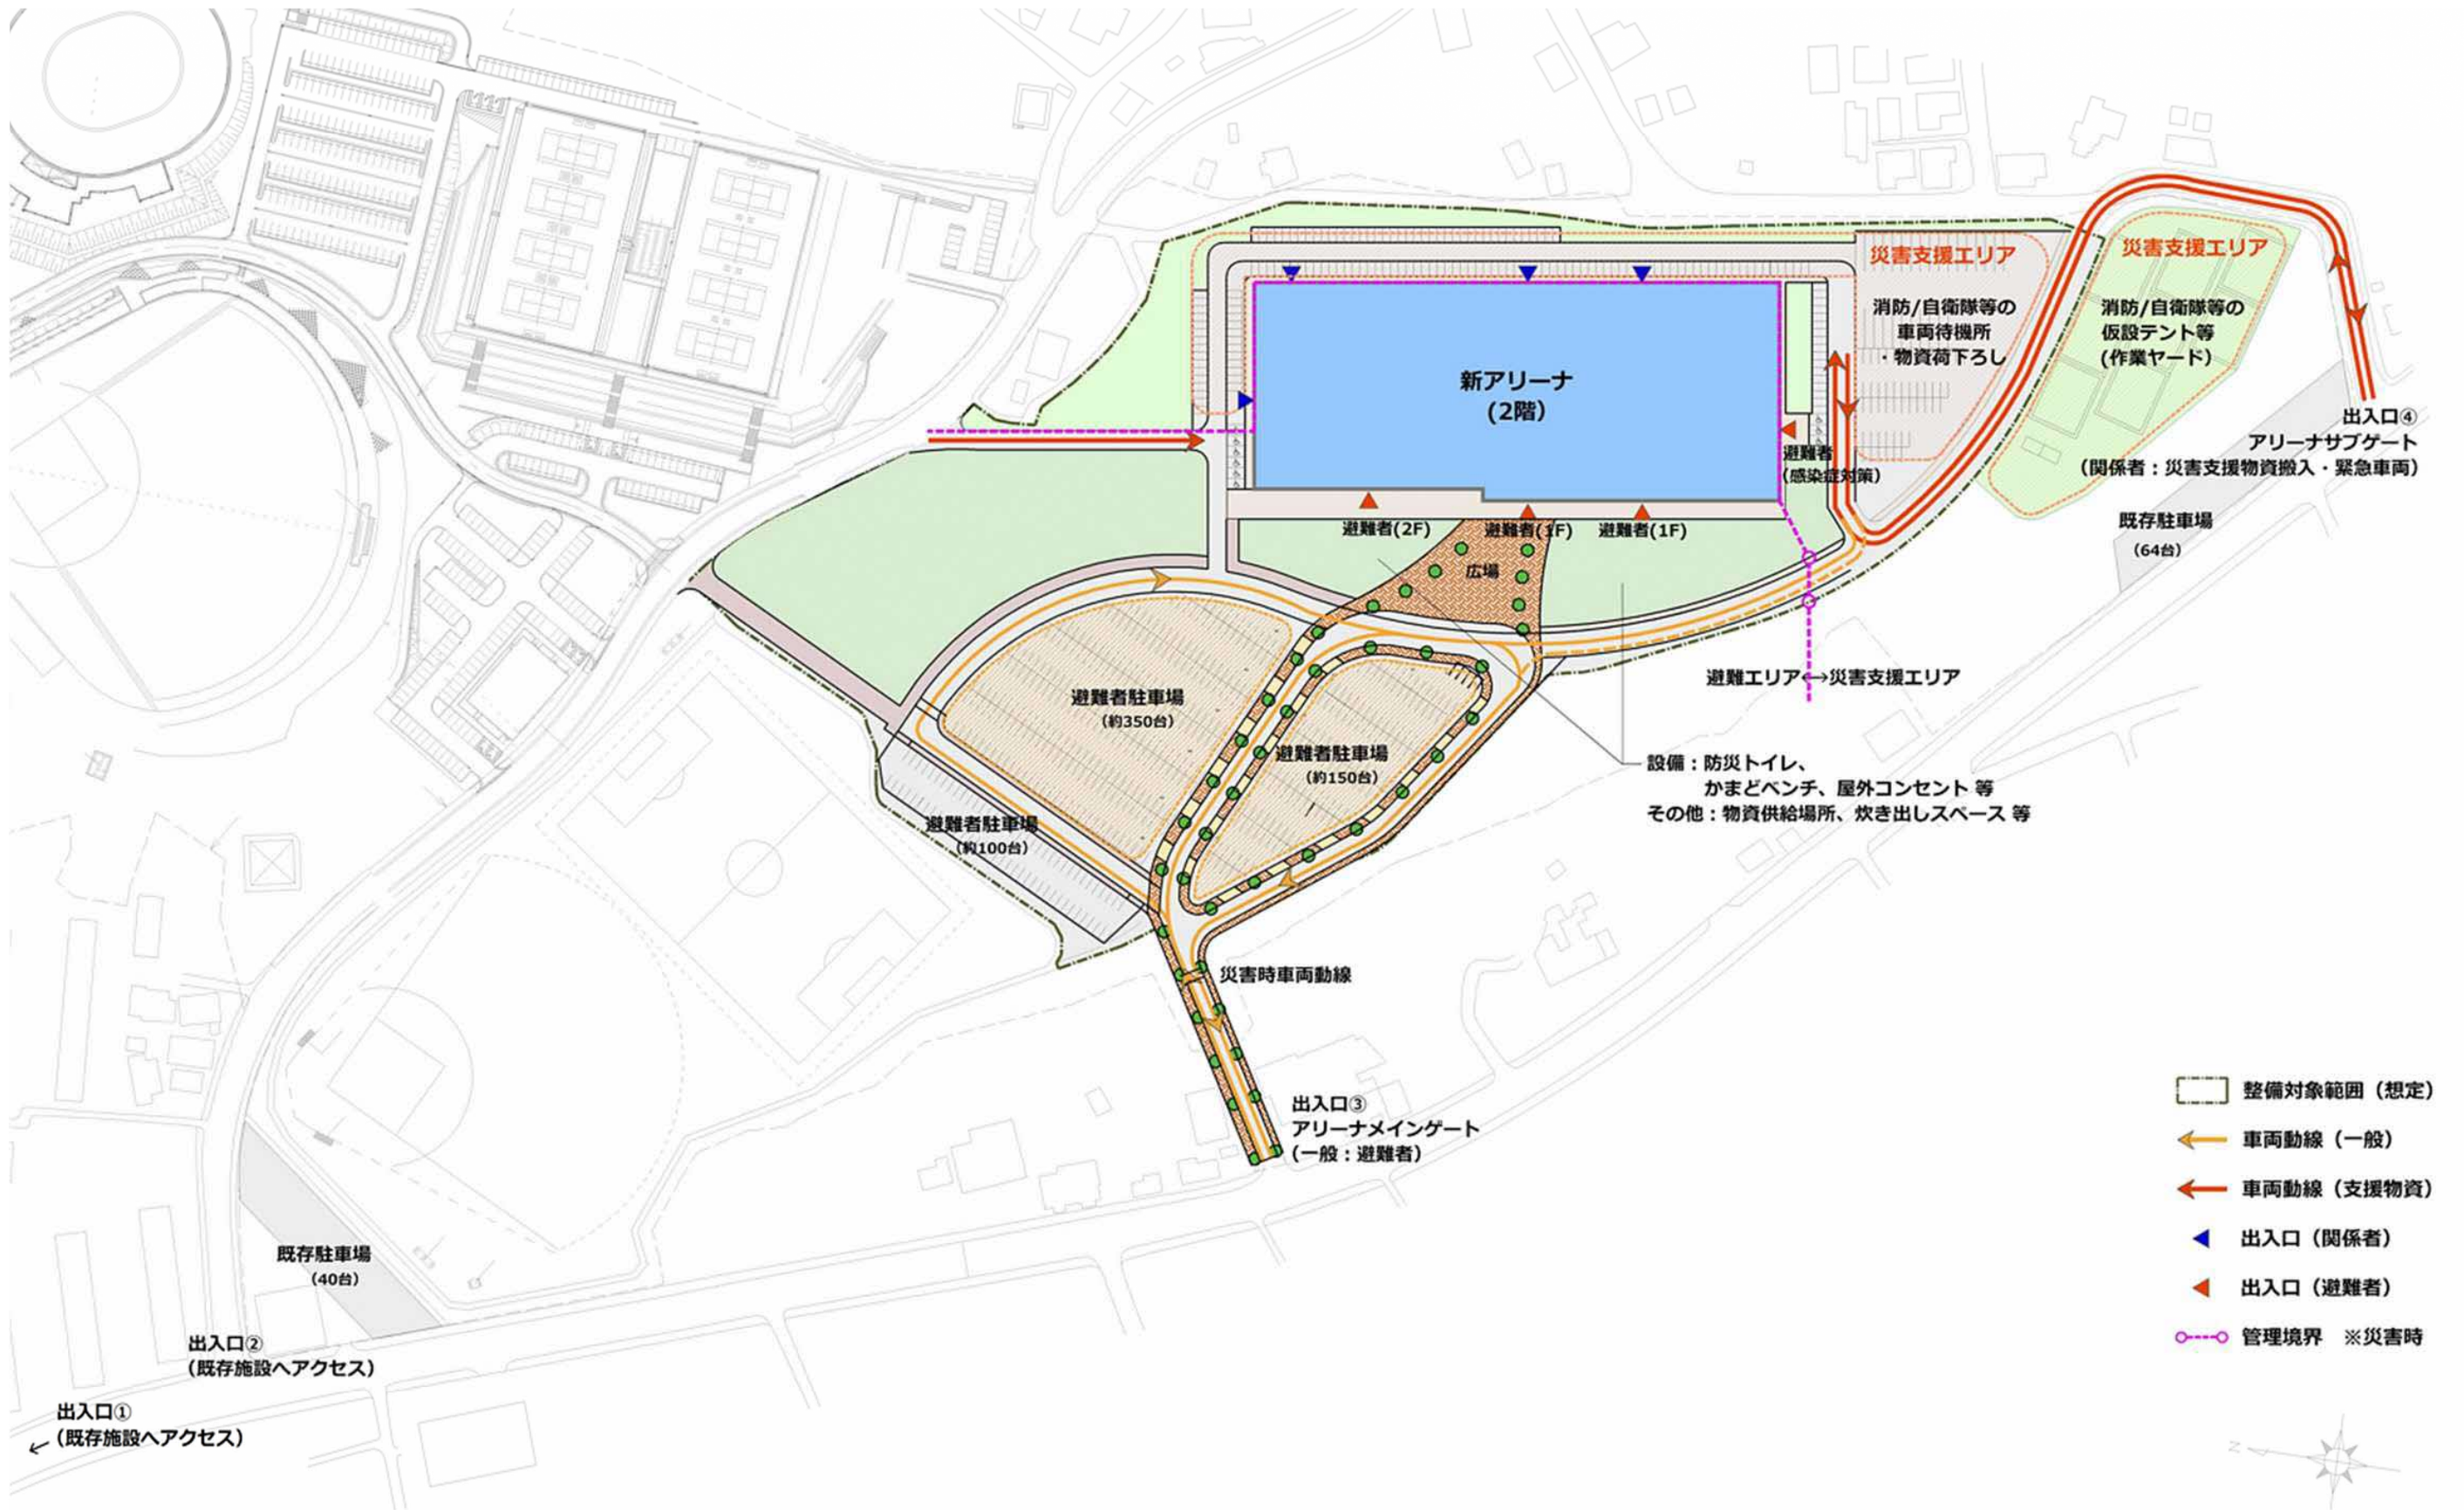 災害支援エリア
消防/自衛隊等の
車両待機所
・物資荷下ろし
災害支援エリア
消防/自衛隊等の
仮設テント等
(作業ヤード)
新アリーナ
(2階)
避難者
(感染症対策)
避難者(2F)
避難者(1F)
避難者(1F)
広場
出入口④
アリーナサブゲート
(関係者：災害支援物資搬入・緊急車両)
既存駐車場
(64台)
避難エリア⟷災害支援エリア
避難者駐車場
(約350台)
避難者駐車場
(約150台)
避難者駐車場
(約100台)
設備：防災トイレ、
かまどベンチ、屋外コンセント 等
その他：物資供給場所、炊き出しスペース 等
災害時車両動線
出入口③
アリーナメインゲート
(一般：避難者)
既存駐車場
(40台)
出入口②
(既存施設へアクセス)
出入口①
← (既存施設へアクセス)
整備対象範囲（想定）
車両動線（一般）
車両動線（支援物資）
出入口（関係者）
出入口（避難者）
管理境界　※災害時
N